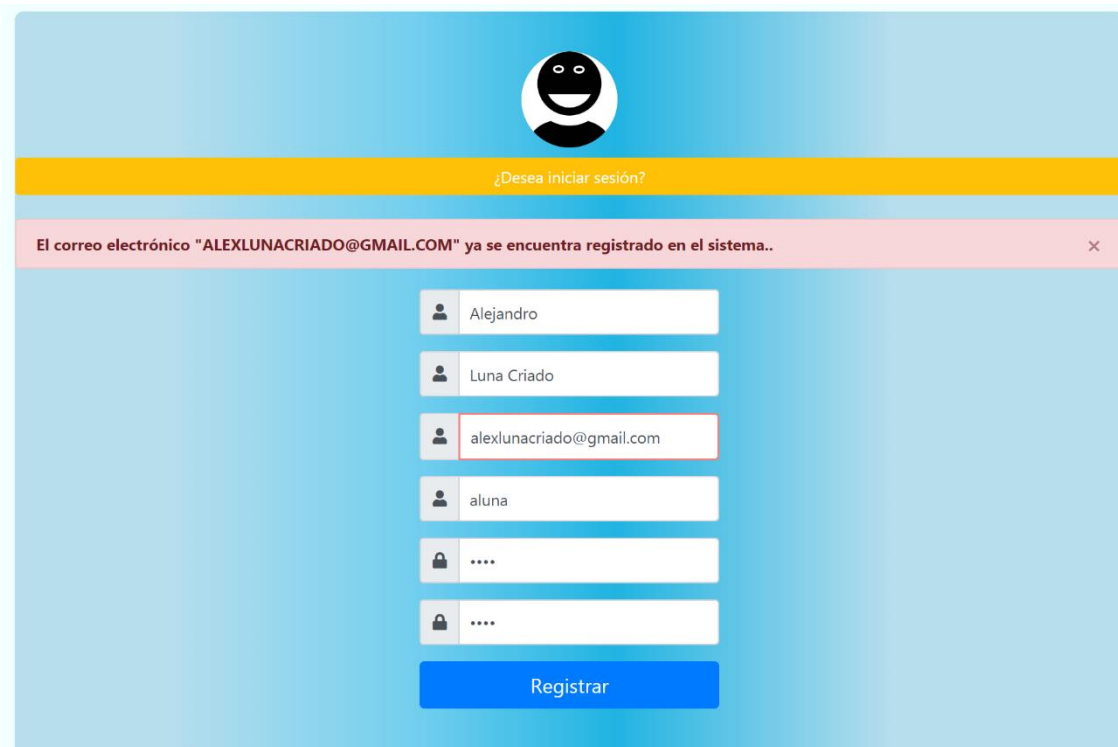 ¿Desea iniciar sesión?
El correo electrónico "ALEXLUNACRIADO@GMAIL.COM" ya se encuentra registrado en el sistema..
Alejandro
Luna Criado
alexlunacriado@gmail.com
aluna
••••
••••
Registrar